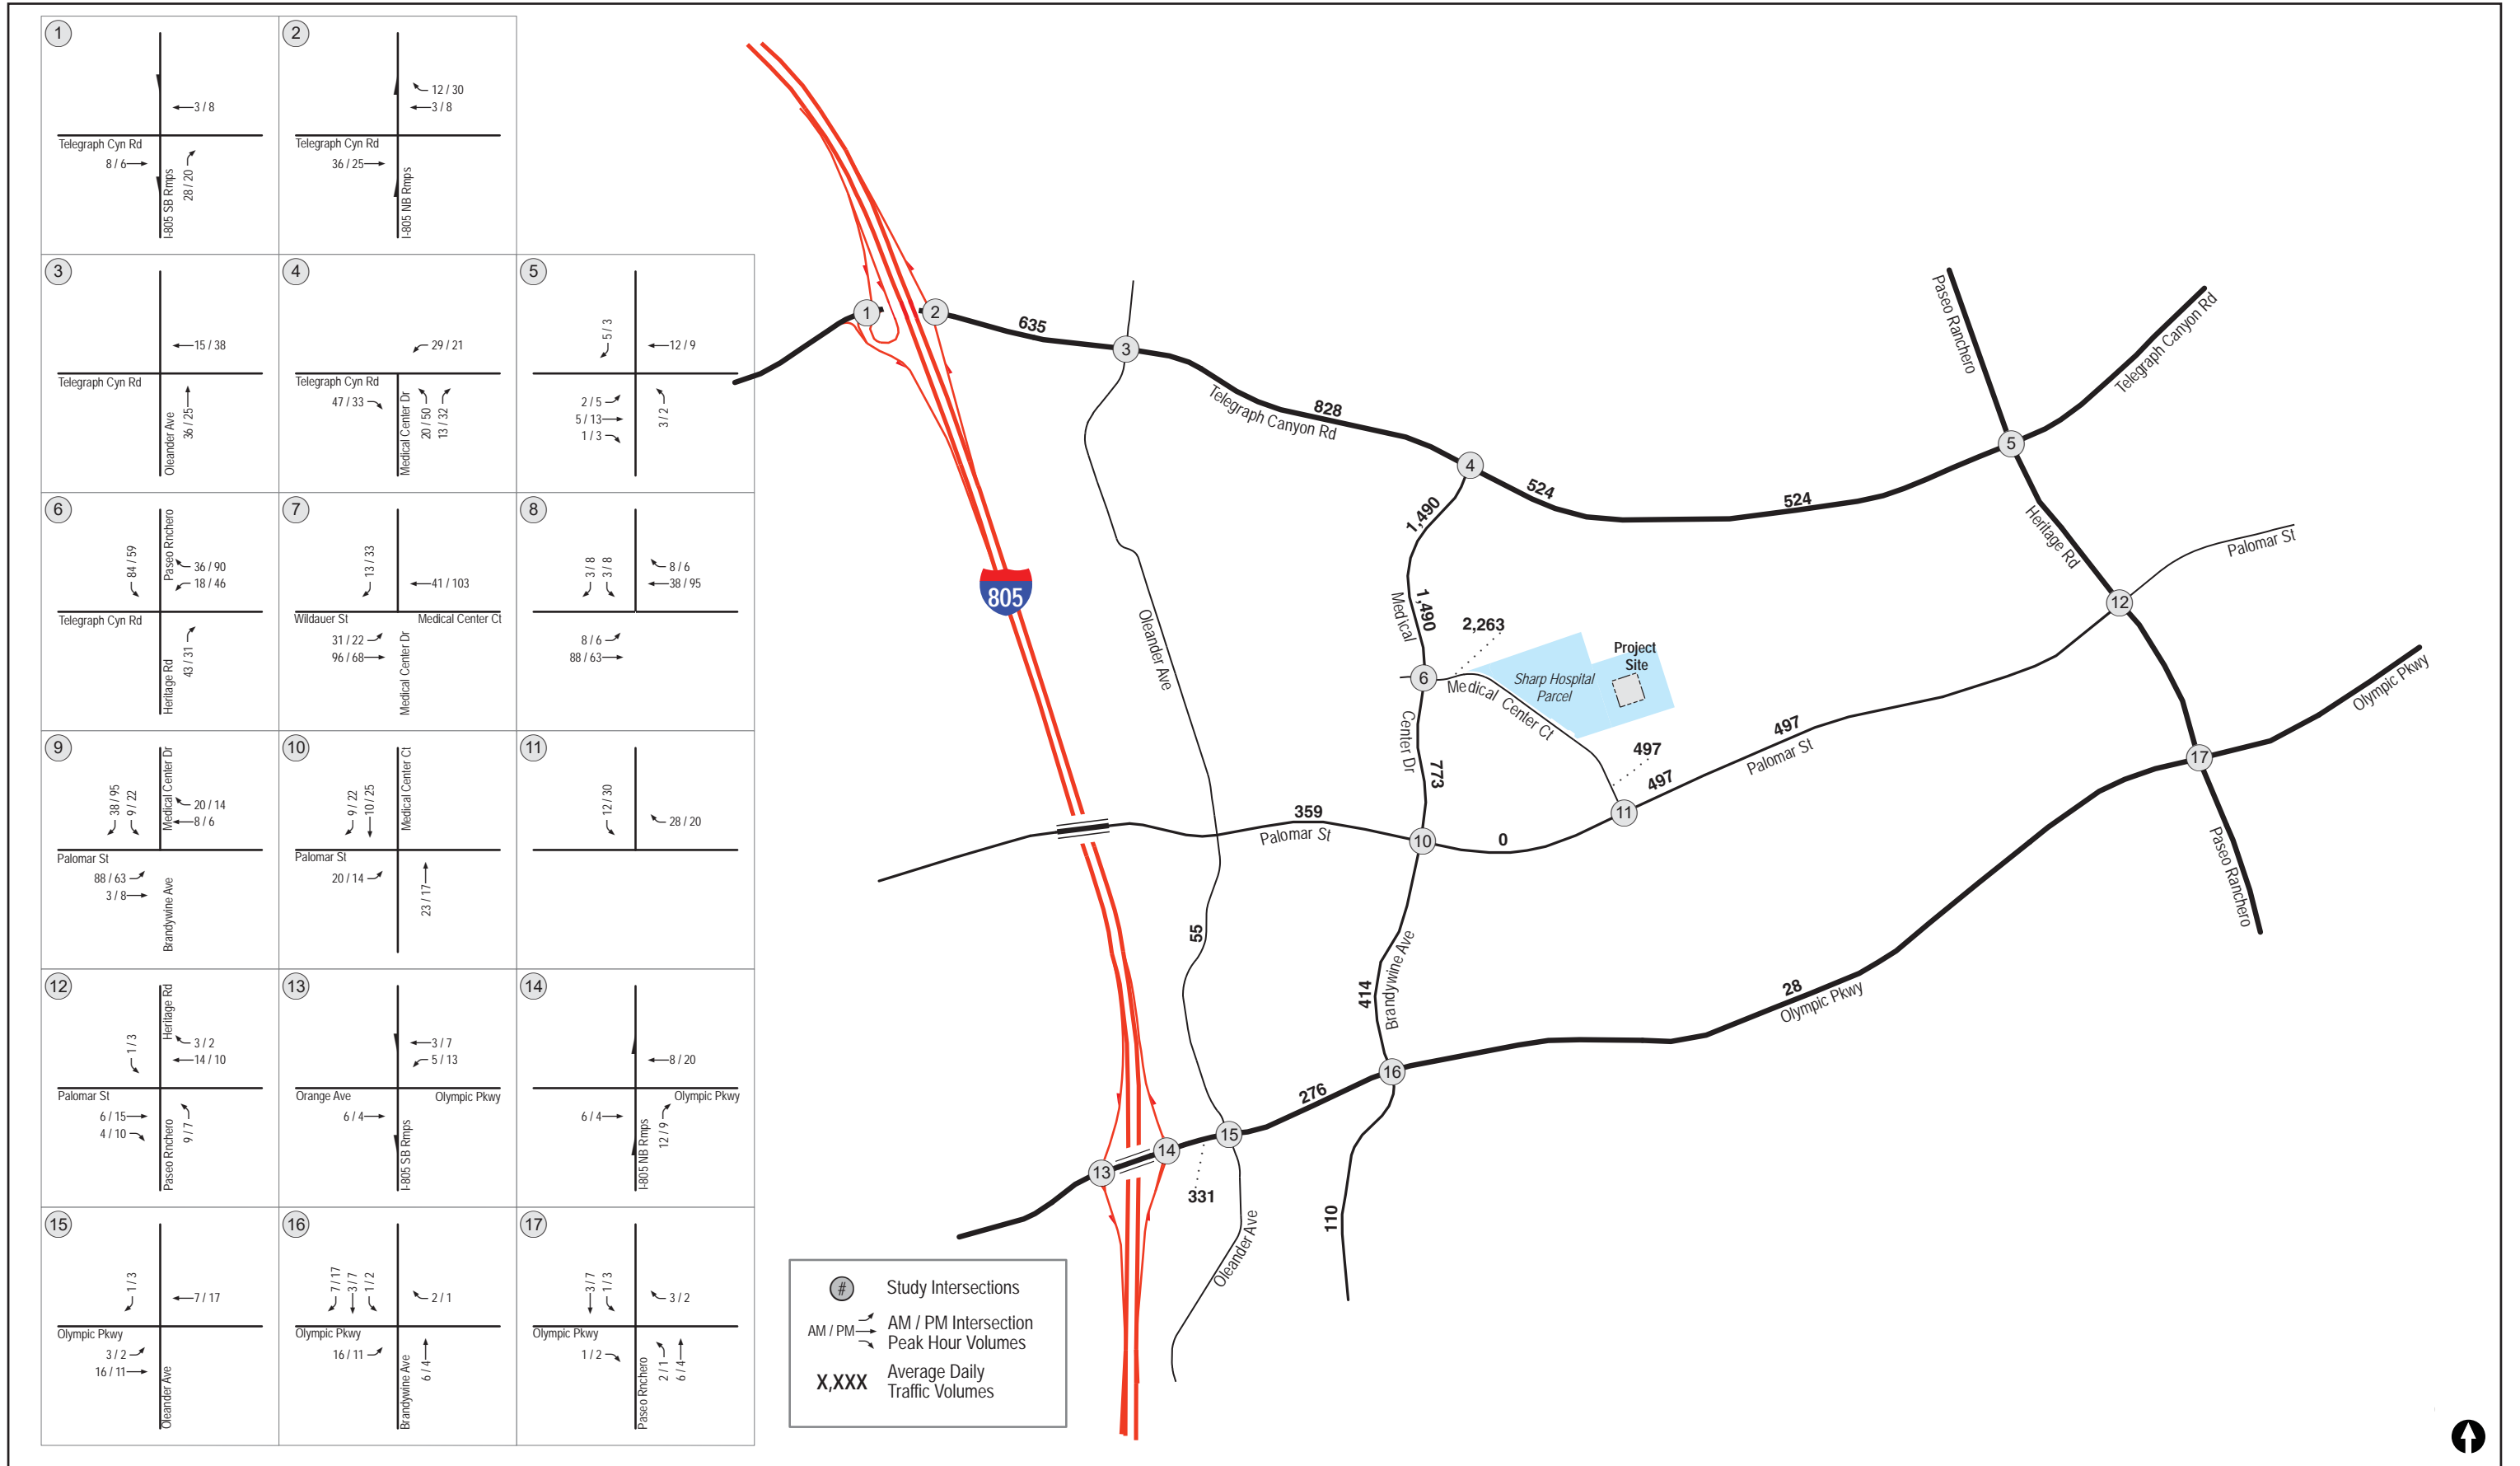 1
3 / 8
Telegraph Cyn Rd
8 / 6
I-805 SB Rmps
28 / 20
2
12 / 30
3 / 8
Telegraph Cyn Rd
36 / 25
I-805 NB Rmps
3
15 / 38
Telegraph Cyn Rd
Oleander Ave
36 / 25
4
29 / 21
Telegraph Cyn Rd
47 / 33
Medical Center Dr
20 / 50
13 / 32
5
5 / 3
12 / 9
2 / 5
5 / 13
1 / 3
3 / 2
6
84 / 59
Paseo Rnchero
36 / 90
18 / 46
Telegraph Cyn Rd
Heritage Rd
43 / 31
7
13 / 33
41 / 103
Wildauer St
Medical Center Ct
31 / 22
96 / 68
Medical Center Dr
8
3 / 8
3 / 8
8 / 6
38 / 95
8 / 6
88 / 63
9
38 / 95
9 / 22
Medical Center Dr
20 / 14
8 / 6
Palomar St
88 / 63
3 / 8
Brandywine Ave
10
9 / 22
10 / 25
Medical Center Ct
Palomar St
20 / 14
23 / 17
11
12 / 30
28 / 20
12
1 / 3
Heritage Rd
3 / 2
14 / 10
Palomar St
6 / 15
4 / 10
Paseo Rnchero
9 / 7
13
3 / 7
5 / 13
Orange Ave
Olympic Pkwy
6 / 4
I-805 SB Rmps
14
8 / 20
Olympic Pkwy
6 / 4
I-805 NB Rmps
12 / 9
15
1 / 3
7 / 17
Olympic Pkwy
3 / 2
16 / 11
Oleander Ave
16
7 / 17
3 / 7
1 / 2
2 / 1
Olympic Pkwy
16 / 11
Brandywine Ave
6 / 4
17
3 / 7
1 / 3
3 / 2
Olympic Pkwy
1 / 2
Paseo Rnchero
2 / 1
6 / 4
1
2
635
3
Telegraph Canyon Rd
828
4
524
524
5
Paseo Ranchero
Telegraph Canyon Rd
Heritage Rd
Palomar St
12
1,490
1,490
Medical
Center Dr
2,263
6
Medical Center Ct
Sharp Hospital
Parcel
Project
Site
805
Oleander Ave
773
497
497
497
Palomar St
11
359
Palomar St
10
0
17
Olympic Pkwy
Paseo Ranchero
55
414
Brandywine Ave
28
Olympic Pkwy
16
276
15
14
13
331
110
Oleander Ave
#
Study Intersections
AM / PM
AM / PM Intersection
Peak Hour Volumes
X,XXX
Average Daily
Traffic Volumes